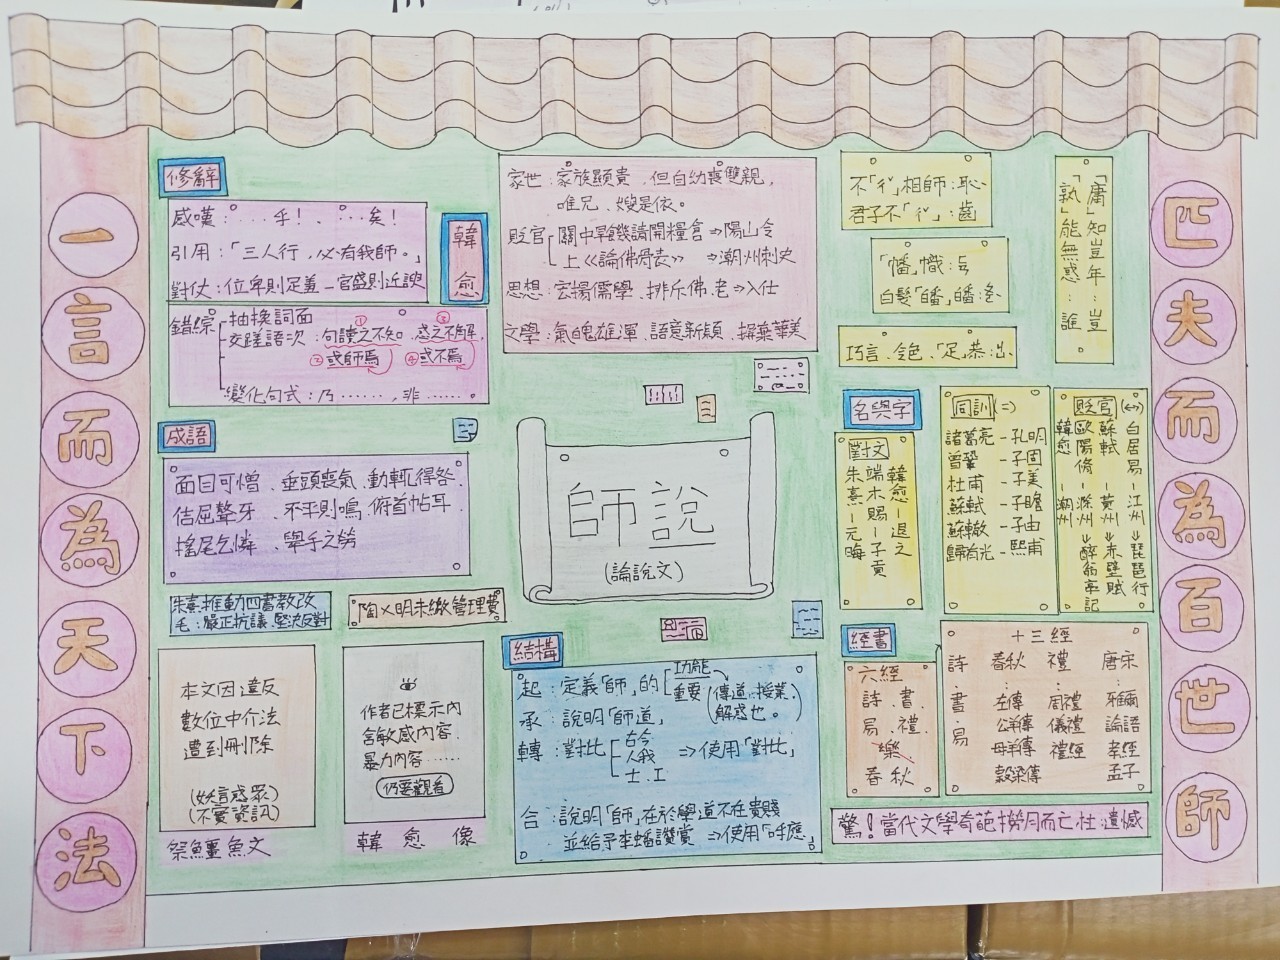 一言而為天下法
匹夫而為百世師
修辭
感嘆：....乎！、....矣！
引用：「三人行，必有我師。」
對仗：位卑則足羞－官盛則近諛
錯綜
抽換詞面
交蹉語次：句讀之不知①、惑之不解③、
②或師焉 ④或不焉
變化句式：乃......，非......
韓愈
成語
面目可憎、垂頭喪氣、動輒得咎、
佶屈聱牙、不平則鳴、俯首帖耳、
搖尾乞憐、舉手之勞
朱熹推動四書教改
毛：嚴正抗議、堅決反對
陶X明未繳管理費
本文因違反
數位中介法
遭到刪除
(妖言惑眾)
(不實資訊)
祭鱷魚文
作者已標示內
含敏感內容、
暴力內容......
仍要觀看
韓愈像
家世：家族顯貴，但自幼喪雙親，
唯兄、嫂是依。
貶官
關中旱饑請開糧倉⇒陽山令
上《論佛骨表》⇒潮州刺史
思想：宏揚儒學、排斥佛、老⇒入仕
文學：氣魄雄渾、語意新穎、摒棄華美
師說
(論說文)
結構
起：定義「師」的
功能
重要
(傳道、授業、
解惑也。)
承：說明「師道」
轉：對比
古今
人我
士、工
⇒使用「對比」
合：說明「師」在於學道不在貴賤
並給予李蟠讚賞⇒使用「呼應」
不「ㄔˇ」相師：恥
君子不「ㄔˇ」：齒
「幡」幟：ㄢ
白髮「皤」皤：ㄆㄛˊ
巧言、令色、「足」恭：ㄐㄩˋ
「庸」知豈年：豈
「孰」能無惑：誰
名與字
對文
韓愈－退之
端木賜－子貢
朱熹－元晦
同訓(=)
諸葛亮－孔明
曾鞏－子固
杜甫－子美
蘇軾－子瞻
蘇轍－子由
歸有光－熙甫
貶官(↔)
白居易－江州⇒琵琶行
蘇軾－黃州⇒赤壁賦
歐陽脩－滁州⇒醉翁亭記
韓愈－潮州
經書
六經
詩、書、
易、禮、
樂、
春秋
十三經
詩 春秋 禮 唐宋
書 左傳 周禮 雅爾
易 公羊傳 儀禮 論語
母羊傳 禮經 孝經
穀梁傳 孟子
驚！當代文學奇葩撈月而亡杜：遺憾